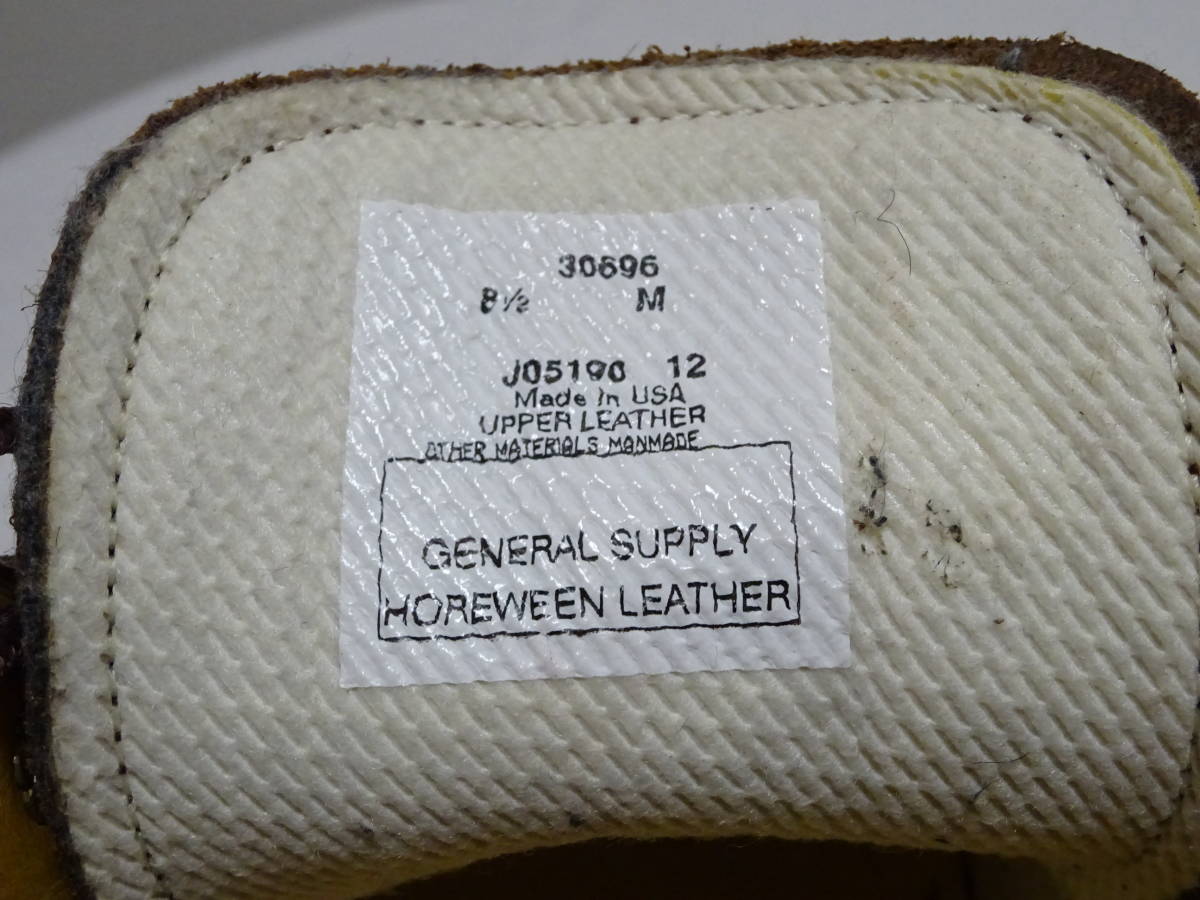 30696
8½ M
J05190 12
Made In USA
UPPER LEATHER
OTHER MATERIALS MANMADE
GENERAL SUPPLY
HOREWEEN LEATHER